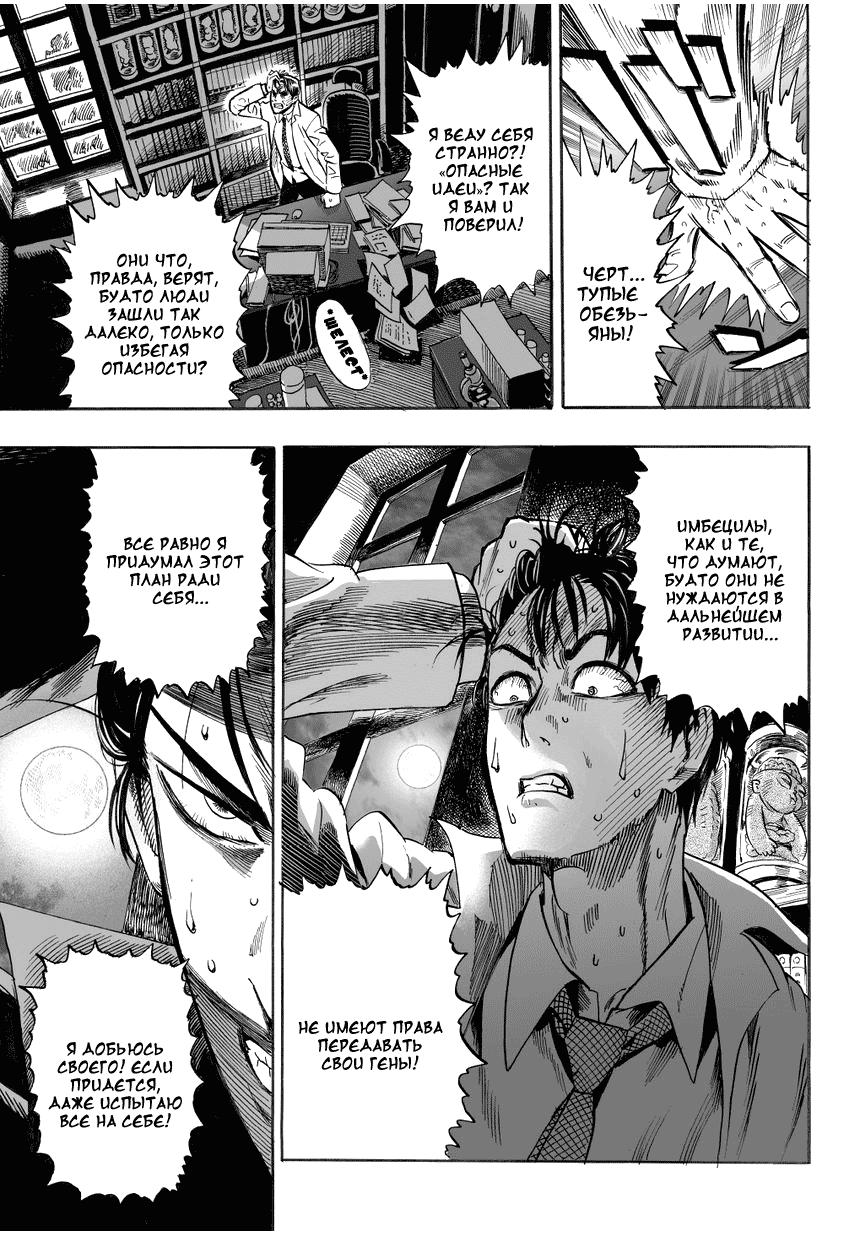 ЧЕРТ...
ТУПЫЕ
ОБЕЗЬ-
ЯНЫ!
Я ВЕДУ СЕБЯ
СТРАННО?!
«ОПАСНЫЕ
ИДЕИ»? ТАК
Я ВАМ И
ПОВЕРИЛ!
ОНИ ЧТО,
ПРАВДА, ВЕРЯТ,
БУДТО ЛЮДИ
ЗАШЛИ ТАК
ДАЛЕКО, ТОЛЬКО
ИЗБЕГАЯ
ОПАСНОСТИ?
*ШЕЛЕСТ*
ИМБЕЦИЛЫ,
КАК И ТЕ,
ЧТО ДУМАЮТ,
БУДТО ОНИ НЕ
НУЖДАЮТСЯ В
ДАЛЬНЕЙШЕМ
РАЗВИТИИ...
НЕ ИМЕЮТ ПРАВА
ПЕРЕДАВАТЬ
СВОИ ГЕНЫ!
ВСЕ РАВНО Я
ПРИДУМАЛ ЭТОТ
ПЛАН РАДИ
СЕБЯ...
Я ДОБЬЮСЬ
СВОЕГО! ЕСЛИ
ПРИДЕТСЯ,
ДАЖЕ ИСПЫТАЮ
ВСЕ НА СЕБЕ!